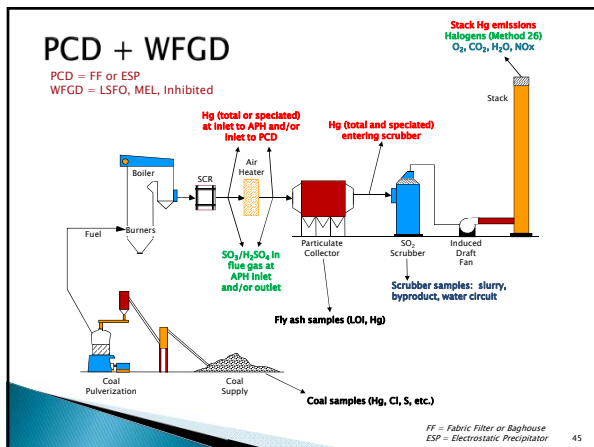 PCD + WFGD
PCD = FF or ESP
WFGD = LSFO, MEL, Inhibited
Stack Hg emissions
Halogens (Method 26)
O₂, CO₂, H₂O, NOx
Stack
Hg (total or speciated)
at inlet to APH and/or
inlet to PCD
Hg (total and speciated)
entering scrubber
Boiler
SCR
Air
Heater
Fuel
Burners
SO₃/H₂SO₄ in
flue gas at
APH inlet
and/or outlet
Particulate
Collector
SO₂
Scrubber
Induced
Draft
Fan
Scrubber samples: slurry,
byproduct, water circuit
Fly ash samples (LOI, Hg)
Coal
Pulverization
Coal
Supply
Coal samples (Hg, Cl, S, etc.)
FF = Fabric Filter or Baghouse
ESP = Electrostatic Precipitator
45